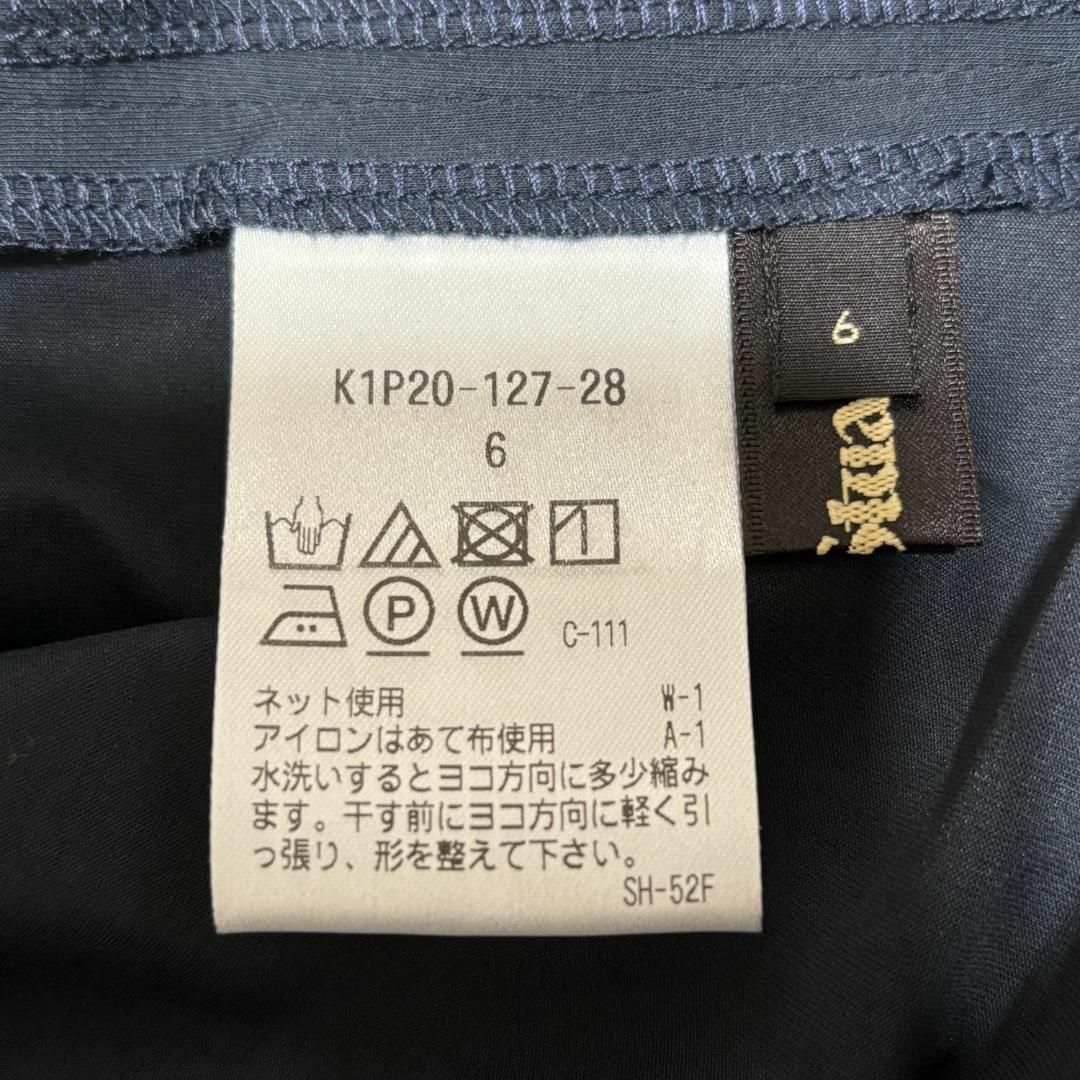 K1P20-127-28
6
P W C-111
ネット使用 W-1
アイロンはあて布使用 A-1
水洗いするとヨコ方向に多少縮み
ます。干す前にヨコ方向に軽く引
っ張り、形を整えて下さい。
SH-52F
6